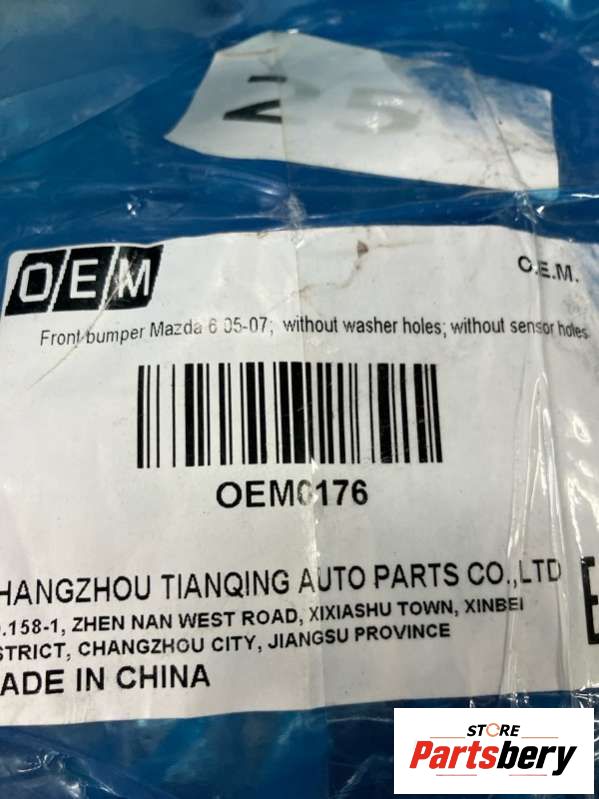 25
OEM
O.E.M.
Front bumper Mazda 6 05-07; without washer holes; without sensor holes
OEM0176
HANGZHOU TIANQING AUTO PARTS CO.,LTD
.158-1, ZHEN NAN WEST ROAD, XIXIASHU TOWN, XINBEI
STRICT, CHANGZHOU CITY, JIANGSU PROVINCE
ADE IN CHINA
E
STORE
Partsbery